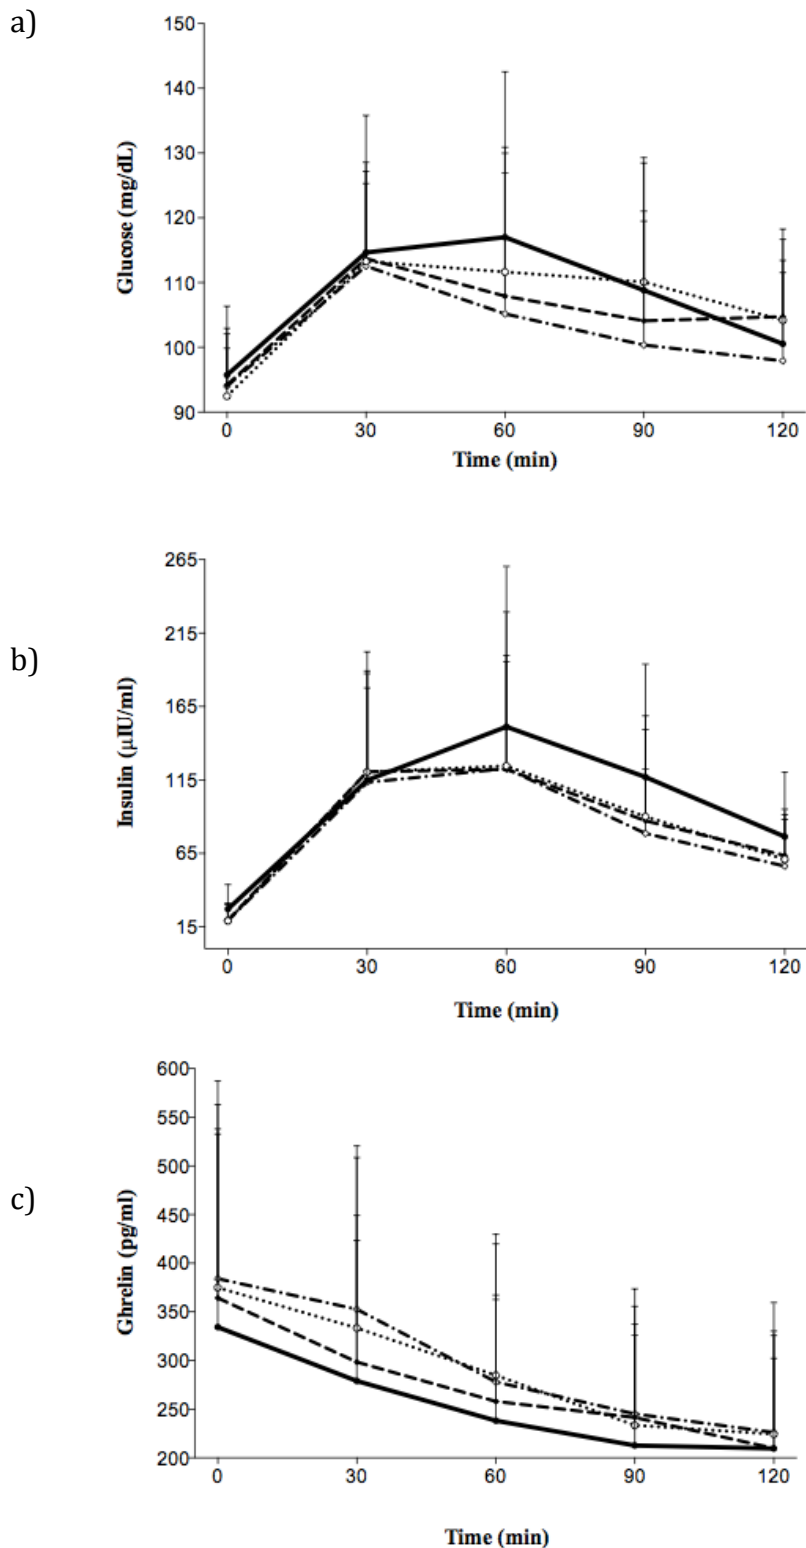 a)
150
140
130
120
110
100
90
Glucose (mg/dL)
0 30 60 90 120
Time (min)
b)
265
215
165
115
65
15
Insulin (µIU/ml)
0 30 60 90 120
Time (min)
c)
600
550
500
450
400
350
300
250
200
Ghrelin (pg/ml)
0 30 60 90 120
Time (min)